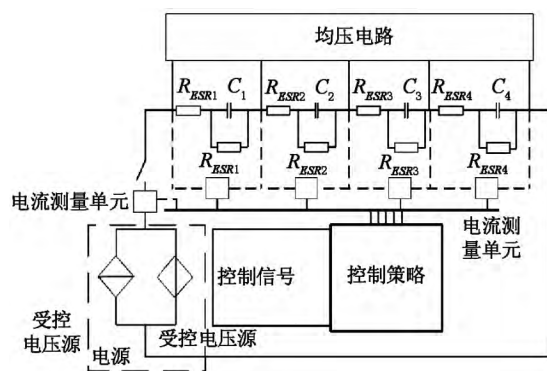 均压电路
R_ESR1 C_1 R_ESR2 C_2 R_ESR3 C_3 R_ESR4 C_4
R_ESR1 R_ESR2 R_ESR3 R_ESR4
电流测量单元
电流测
量单元
控制信号
控制策略
受控
电压源
受控电压源
电源